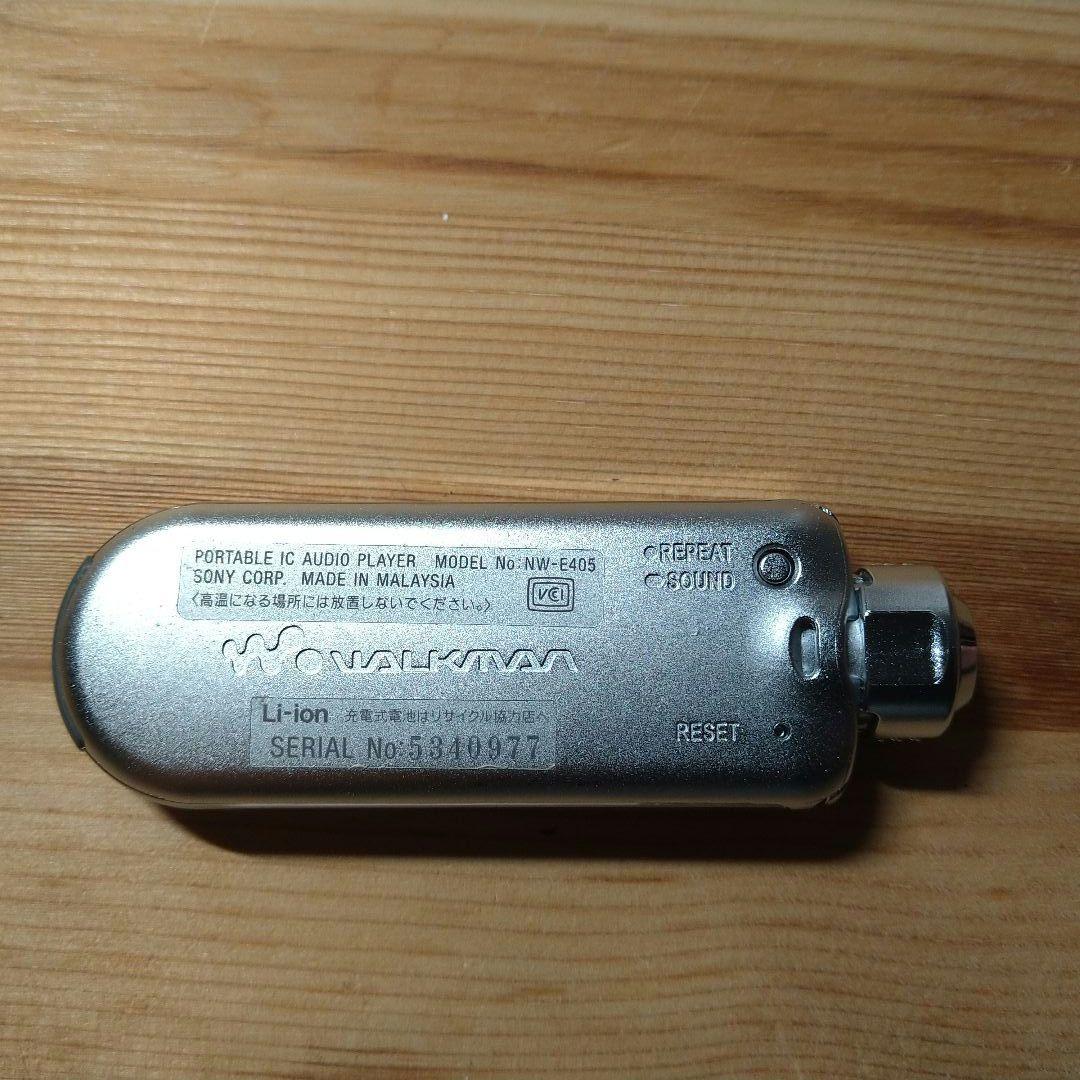 PORTABLE IC AUDIO PLAYER MODEL No: NW-E405
SONY CORP. MADE IN MALAYSIA
〈高温になる場所には放置しないでください。〉 VCI
REPEAT
SOUND
WALKMAN
Li-ion 充電式電池はリサイクル協力店へ
SERIAL No: 5340977
RESET